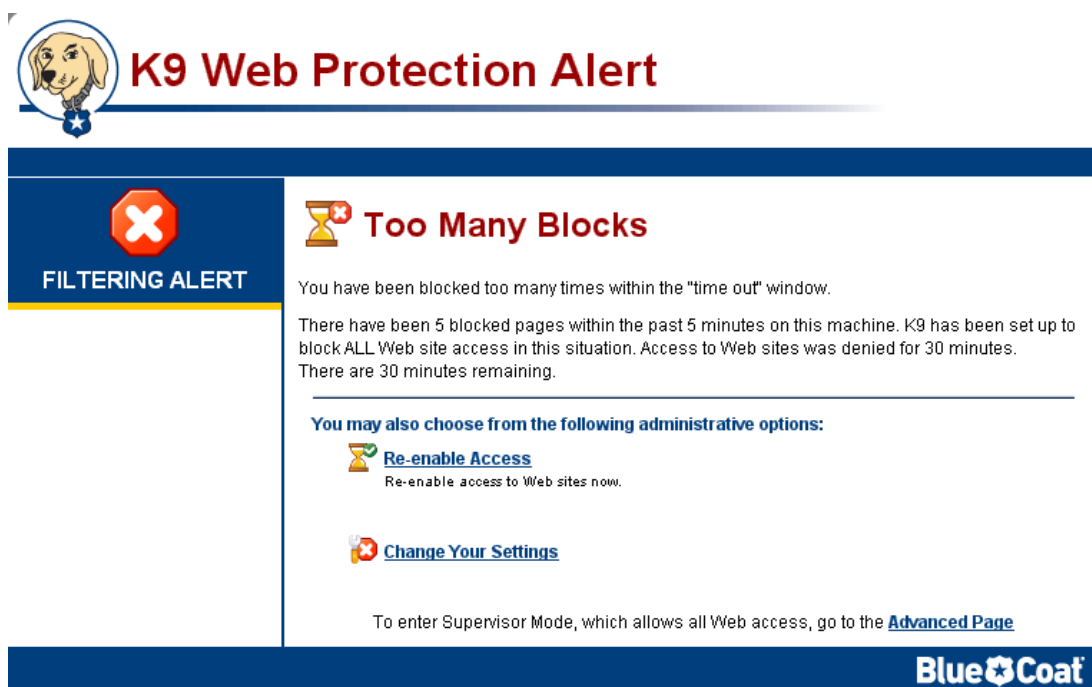 K9 Web Protection Alert
FILTERING ALERT
Too Many Blocks
You have been blocked too many times within the "time out" window.
There have been 5 blocked pages within the past 5 minutes on this machine. K9 has been set up to
block ALL Web site access in this situation. Access to Web sites was denied for 30 minutes.
There are 30 minutes remaining.
You may also choose from the following administrative options:
Re-enable Access
Re-enable access to Web sites now.
Change Your Settings
To enter Supervisor Mode, which allows all Web access, go to the Advanced Page
Blue Coat